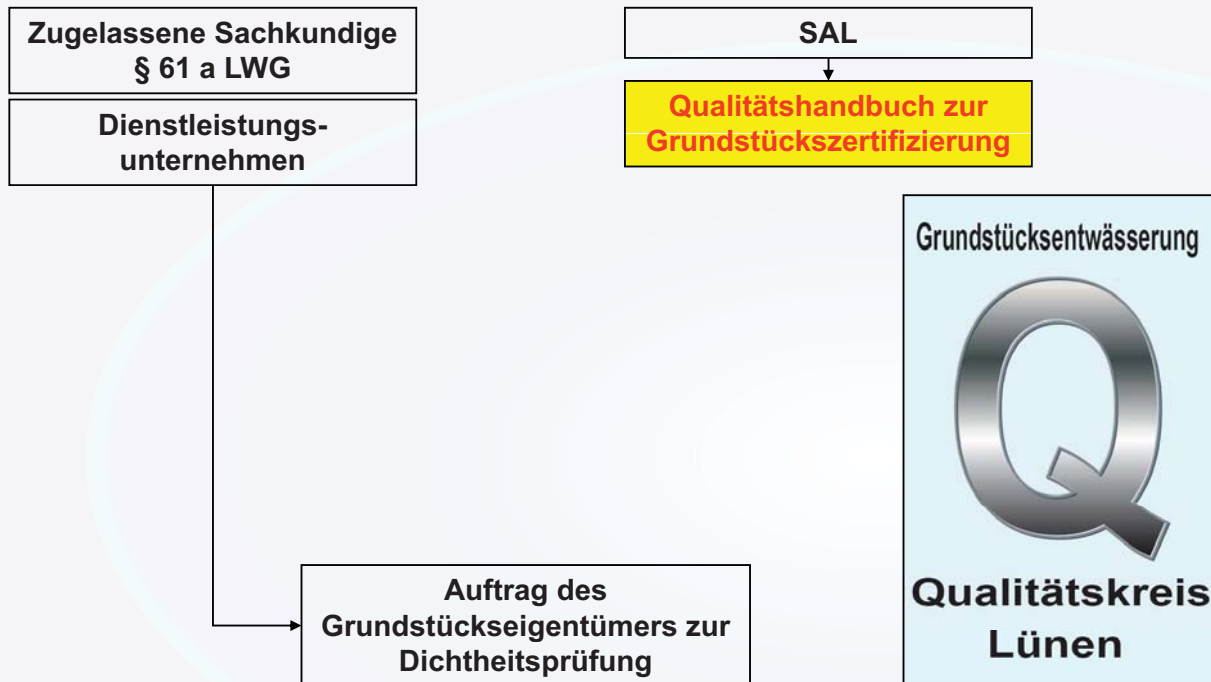 Zugelassene Sachkundige
§ 61 a LWG
Dienstleistungs-
unternehmen
SAL
Qualitätshandbuch zur
Grundstückszertifizierung
Grundstücksentwässerung
Q
Qualitätskreis
Lünen
Auftrag des
Grundstückseigentümers zur
Dichtheitsprüfung